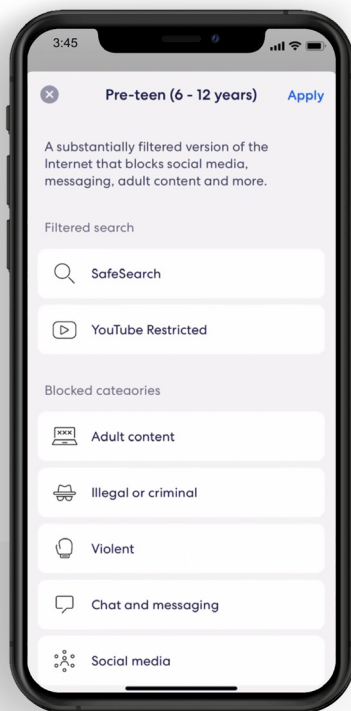 3:45
Pre-teen (6 - 12 years) Apply
A substantially filtered version of the
Internet that blocks social media,
messaging, adult content and more.
Filtered search
SafeSearch
YouTube Restricted
Blocked categories
xxx
Adult content
Illegal or criminal
Violent
Chat and messaging
Social media